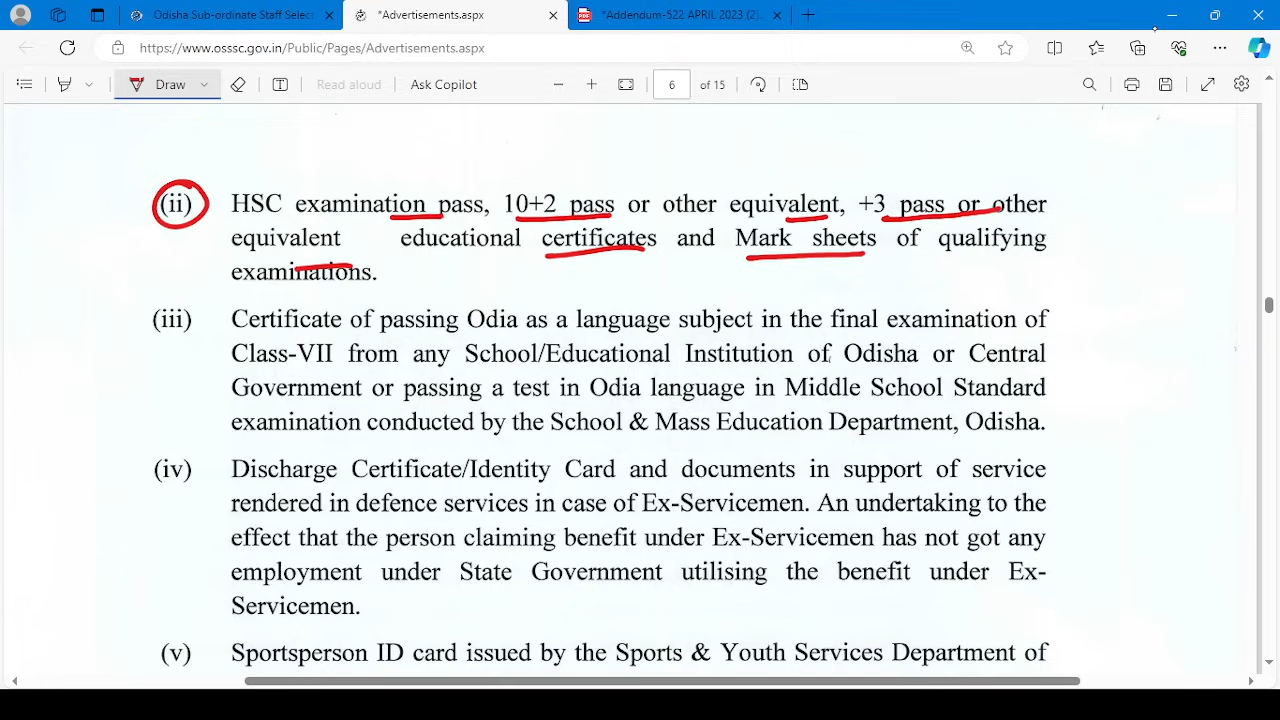 Odisha Sub-ordinate Staff Select
*Advertisements.aspx
*Addendum-522 APRIL 2023 (2).
https://www.osssc.gov.in/Public/Pages/Advertisements.aspx
Draw
Read aloud
Ask Copilot
6 of 15
(ii) HSC examination pass, 10+2 pass or other equivalent, +3 pass or other
equivalent educational certificates and Mark sheets of qualifying
examinations.
(iii) Certificate of passing Odia as a language subject in the final examination of
Class-VII from any School/Educational Institution of Odisha or Central
Government or passing a test in Odia language in Middle School Standard
examination conducted by the School & Mass Education Department, Odisha.
(iv) Discharge Certificate/Identity Card and documents in support of service
rendered in defence services in case of Ex-Servicemen. An undertaking to the
effect that the person claiming benefit under Ex-Servicemen has not got any
employment under State Government utilising the benefit under Ex-
Servicemen.
(v) Sportsperson ID card issued by the Sports & Youth Services Department of